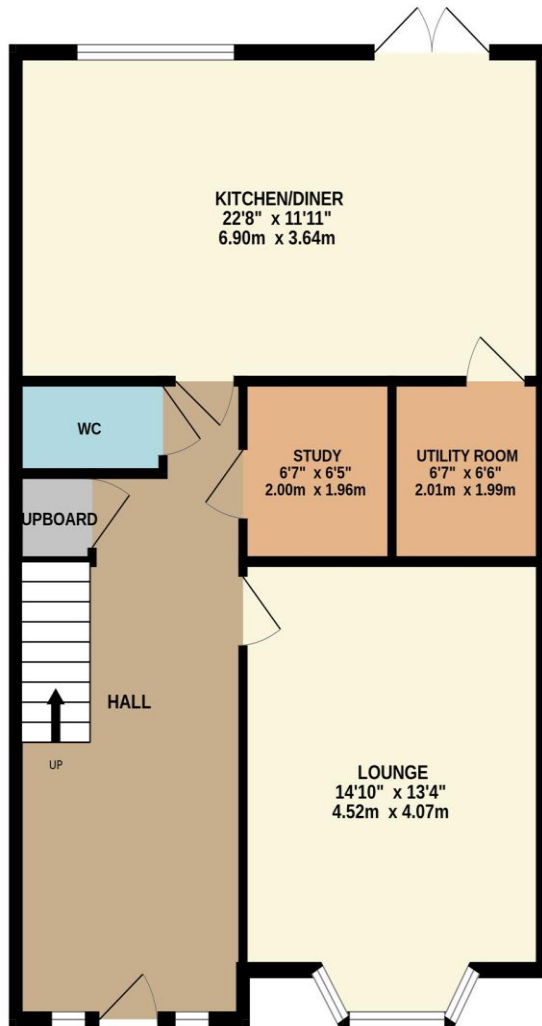 KITCHEN/DINER
22'8" x 11'11"
6.90m x 3.64m
WC
STUDY
6'7" x 6'5"
2.00m x 1.96m
UTILITY ROOM
6'7" x 6'6"
2.01m x 1.99m
UPBOARD
HALL
UP
LOUNGE
14'10" x 13'4"
4.52m x 4.07m